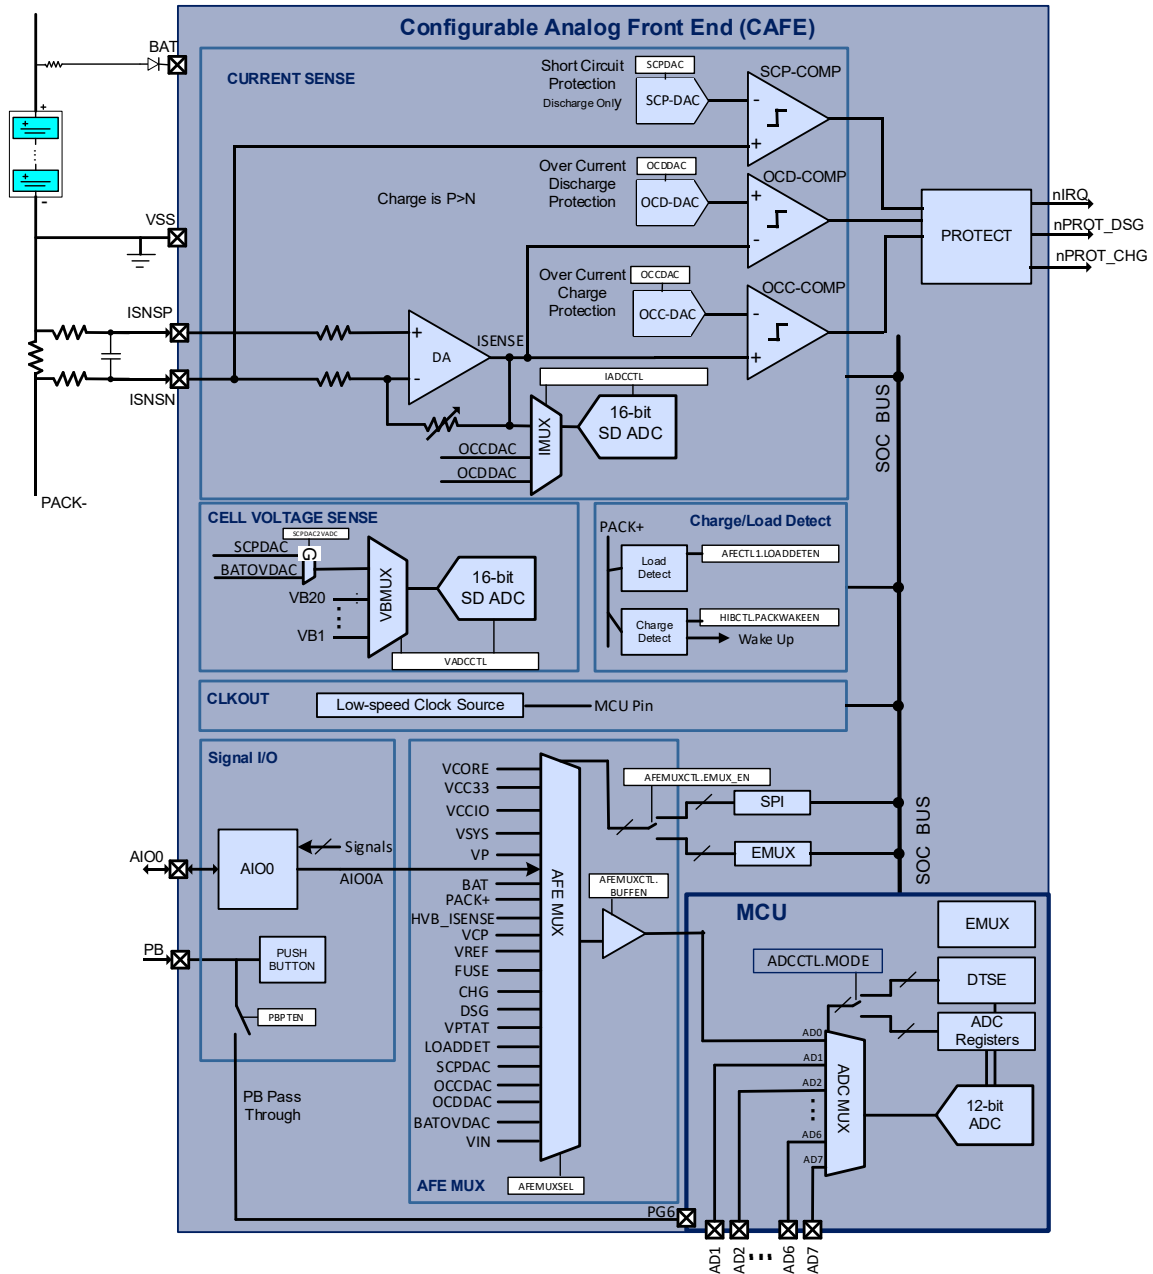 Configurable Analog Front End (CAFE)
BAT
CURRENT SENSE
Short Circuit
Protection
Discharge Only
SCPDAC
SCP-DAC
SCP-COMP
-
+
+
+
+
-
Charge is P>N
Over Current
Discharge
Protection
OCDDAC
OCD-DAC
OCD-COMP
+
-
VSS
PROTECT
nIRQ
nPROT_DSG
nPROT_CHG
Over Current
Charge
Protection
OCCDAC
OCC-DAC
OCC-COMP
-
+
ISNSP
ISNSN
+
-
DA
ISENSE
IADCCTL
IMUX
16-bit
SD ADC
OCCDAC
OCDDAC
SOC BUS
PACK-
CELL VOLTAGE SENSE
SCPDAC2VADC
SCPDAC
BATOVDAC
G
VB20
VB1
VBMUX
16-bit
SD ADC
VADCCTL
Charge/Load Detect
PACK+
Load
Detect
AFECTL1.LOADDETEN
Charge
Detect
HIBCTL.PACKWAKEEN
Wake Up
CLKOUT
Low-speed Clock Source
MCU Pin
Signal I/O
AIO0
AIO0
Signals
AIO0A
PB
PUSH
BUTTON
PBPTEN
PB Pass
Through
VCORE
VCC33
VCCIO
VSYS
VP
BAT
PACK+
HVB_ISENSE
VCP
VREF
FUSE
CHG
DSG
VPTAT
LOADDET
SCPDAC
OCCDAC
OCDDAC
BATOVDAC
VIN
AFE MUX
AFE MUX
AFEMUXSEL
AFEMUXCTL.EMUX_EN
AFEMUXCTL.
BUFFEN
SPI
EMUX
SOC BUS
MCU
EMUX
ADCCTL.MODE
DTSE
ADC
Registers
AD0
AD1
AD2
AD6
AD7
ADC MUX
12-bit
ADC
PG6
AD1
AD2
AD6
AD7